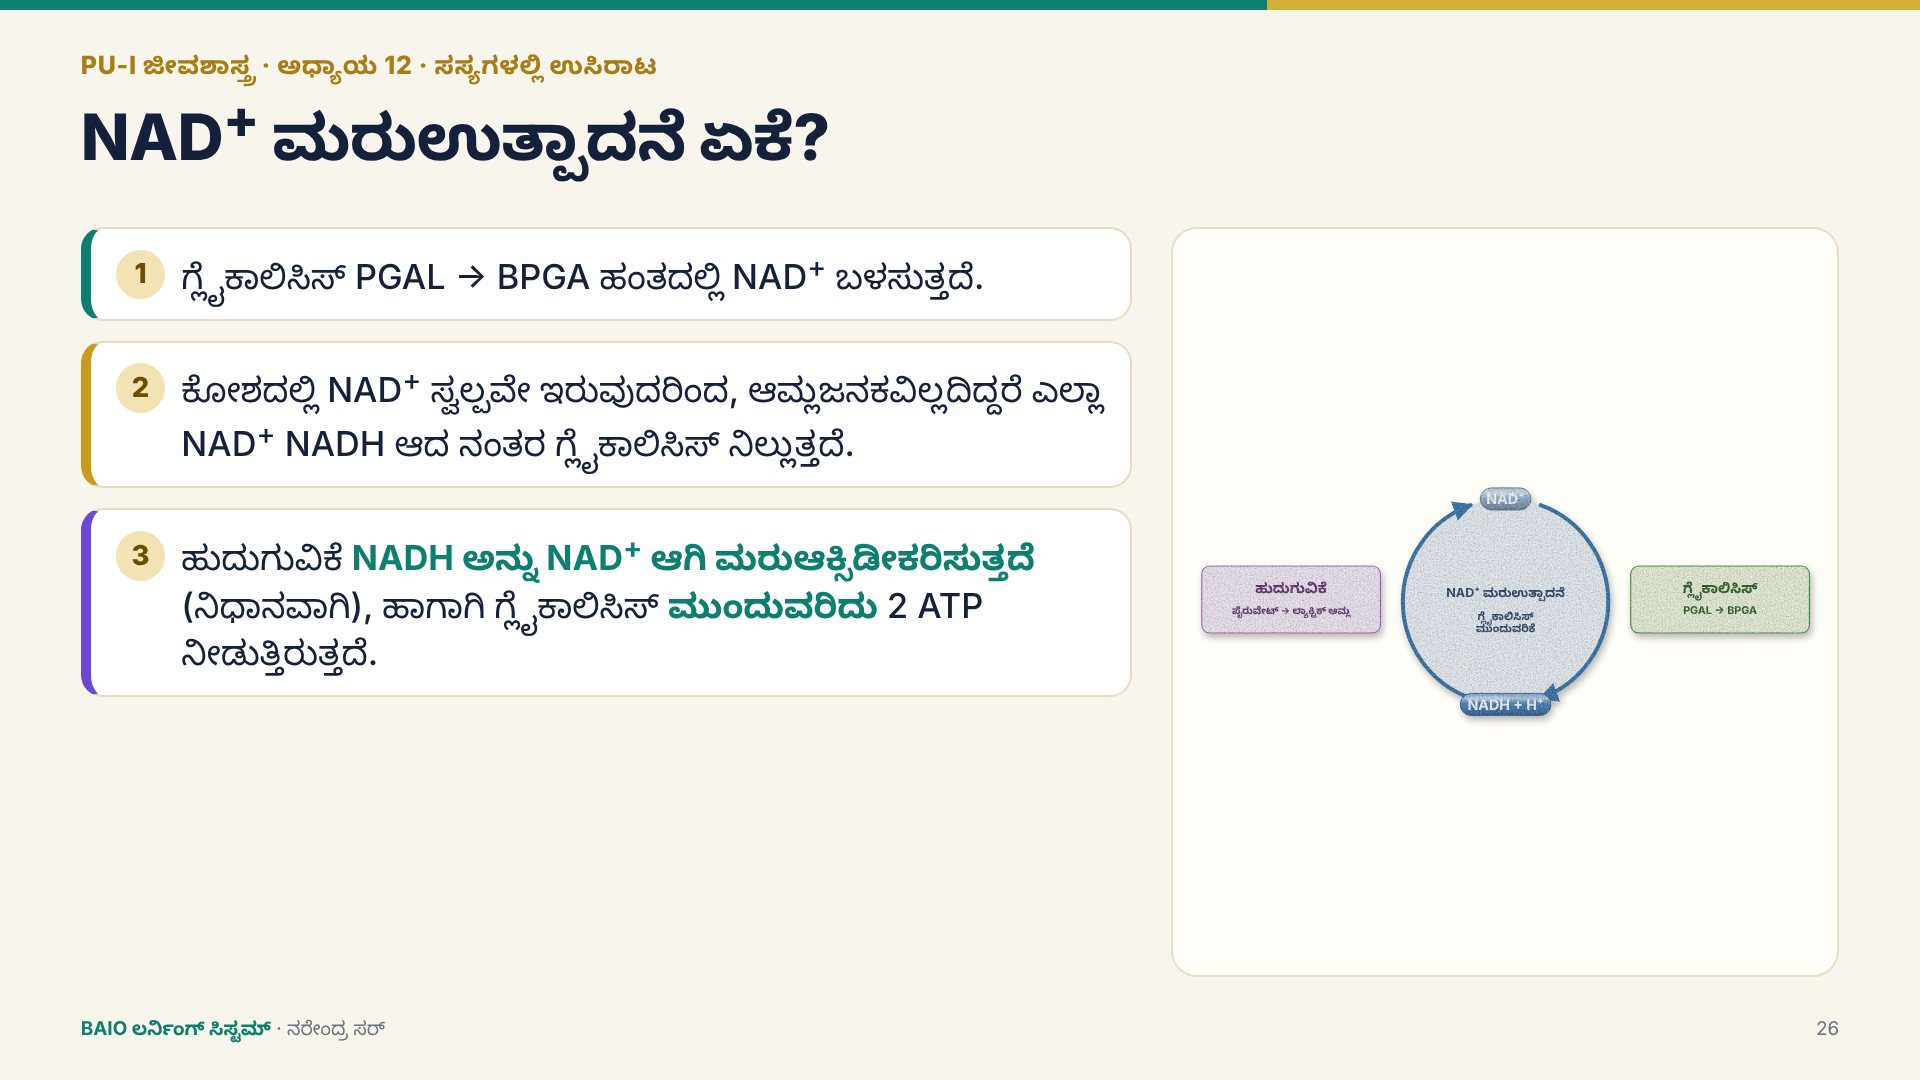 PU-I ಜೀವಶಾಸ್ತ್ರ · ಅಧ್ಯಾಯ 12 · ಸಸ್ಯಗಳಲ್ಲಿ ಉಸಿರಾಟ
NAD⁺ ಮರುಉತ್ಪಾದನೆ ಏಕೆ?
1 ಗ್ಲೈಕಾಲಿಸಿಸ್ PGAL → BPGA ಹಂತದಲ್ಲಿ NAD⁺ ಬಳಸುತ್ತದೆ.
2 ಕೋಶದಲ್ಲಿ NAD⁺ ಸ್ವಲ್ಪವೇ ಇರುವುದರಿಂದ, ಆಮ್ಲಜನಕವಿಲ್ಲದಿದ್ದರೆ ಎಲ್ಲಾ
NAD⁺ NADH ಆದ ನಂತರ ಗ್ಲೈಕಾಲಿಸಿಸ್ ನಿಲ್ಲುತ್ತದೆ.
3 ಹುದುಗುವಿಕೆ NADH ಅನ್ನು NAD⁺ ಆಗಿ ಮರುಆಕ್ಸಿಡೀಕರಿಸುತ್ತದೆ
(ನಿಧಾನವಾಗಿ), ಹಾಗಾಗಿ ಗ್ಲೈಕಾಲಿಸಿಸ್ ಮುಂದುವರಿದು 2 ATP
ನೀಡುತ್ತಿರುತ್ತದೆ.
NAD⁺
ಹುದುಗುವಿಕೆ
ಪೈರುವೇಟ್ → ಲ್ಯಾಕ್ಟಿಕ್ ಆಮ್ಲ
NAD⁺ ಮರುಉತ್ಪಾದನೆ
ಗ್ಲೈಕಾಲಿಸಿಸ್
ಮುಂದುವರಿಕೆ
ಗ್ಲೈಕಾಲಿಸಿಸ್
PGAL → BPGA
NADH + H⁺
BAIO ಲರ್ನಿಂಗ್ ಸಿಸ್ಟಮ್ · ನರೇಂದ್ರ ಸರ್
26